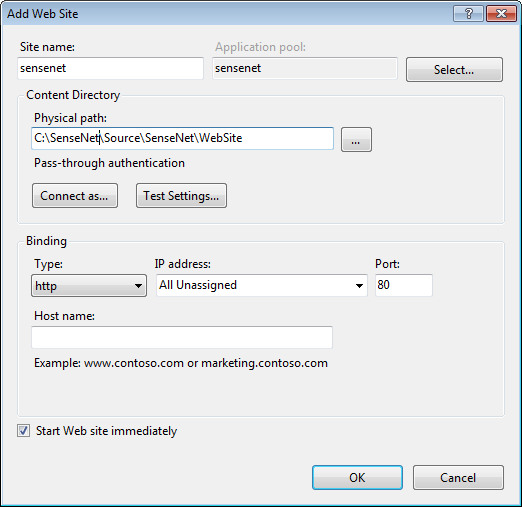 Add Web Site
?
Site name:
Application pool:
sensenet
sensenet
Select...
Content Directory
Physical path:
C:\SenseNet\Source\SenseNet\WebSite
...
Pass-through authentication
Connect as...
Test Settings...
Binding
Type:
IP address:
Port:
http
All Unassigned
80
Host name:
Example: www.contoso.com or marketing.contoso.com
Start Web site immediately
OK
Cancel